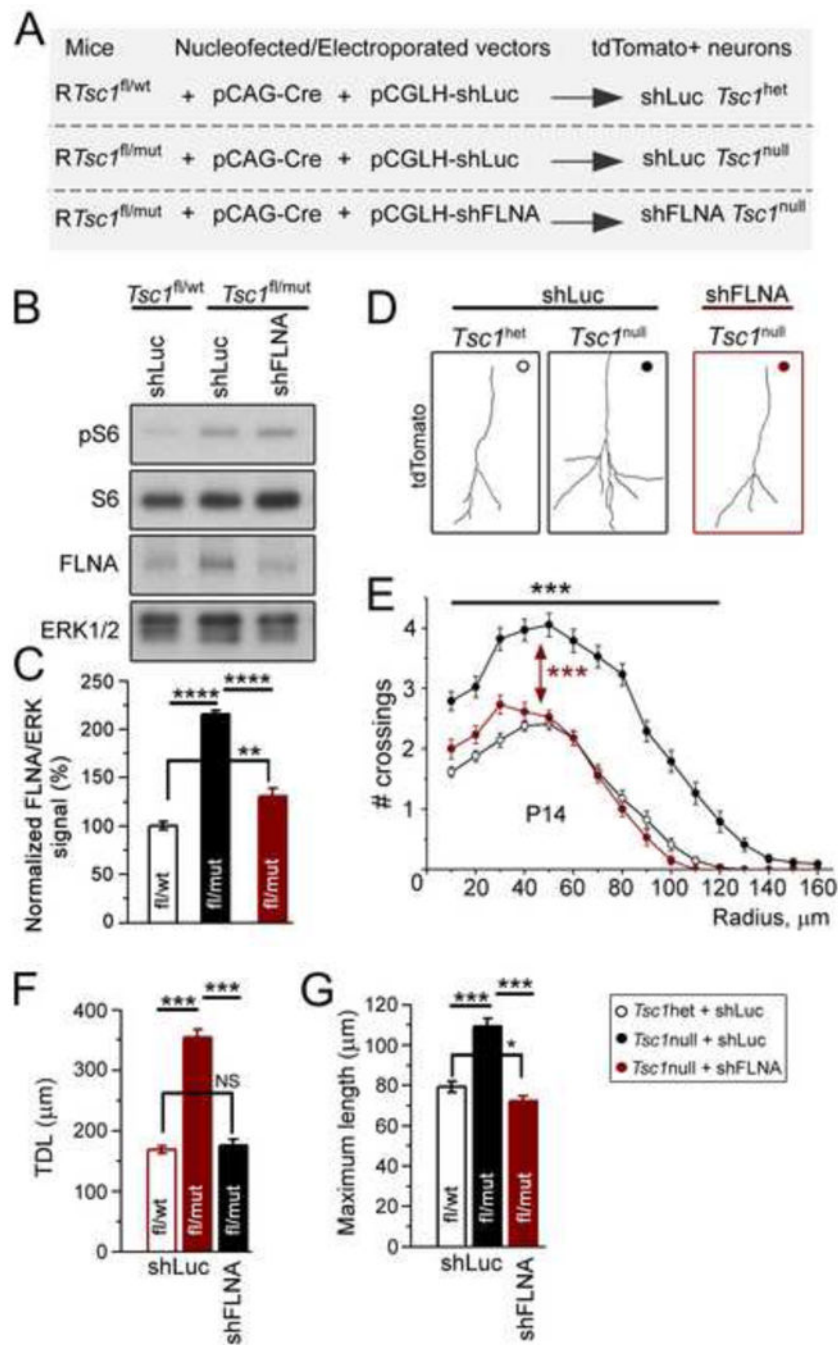 A
Mice Nucleofected/Electroporated vectors tdTomato+ neurons
RTsc1fl/wt + pCAG-Cre + pCGLH-shLuc shLuc Tsc1het
RTsc1fl/mut + pCAG-Cre + pCGLH-shLuc shLuc Tsc1null
RTsc1fl/mut + pCAG-Cre + pCGLH-shFLNA shFLNA Tsc1null
B
Tsc1fl/wt Tsc1fl/mut
shLuc shLuc shFLNA
pS6
S6
FLNA
ERK1/2
C
Normalized FLNA/ERK
signal (%)
250
200
150
100
50
0
**** ****
**
fl/wt fl/mut fl/mut
D
shLuc shFLNA
Tsc1het Tsc1null Tsc1null
tdTomato
E
***
***
# crossings
4
3
2
1
0 20 40 60 80 100 120 140 160
P14
Radius, μm
F
TDL (μm)
400
300
200
100
0
*** ***
NS
fl/wt fl/mut fl/mut
shLuc shFLNA
G
Maximum length (μm)
120
100
80
60
40
20
0
*** ***
*
fl/wt fl/mut fl/mut
shLuc shFLNA
Tsc1het + shLuc
Tsc1null + shLuc
Tsc1null + shFLNA